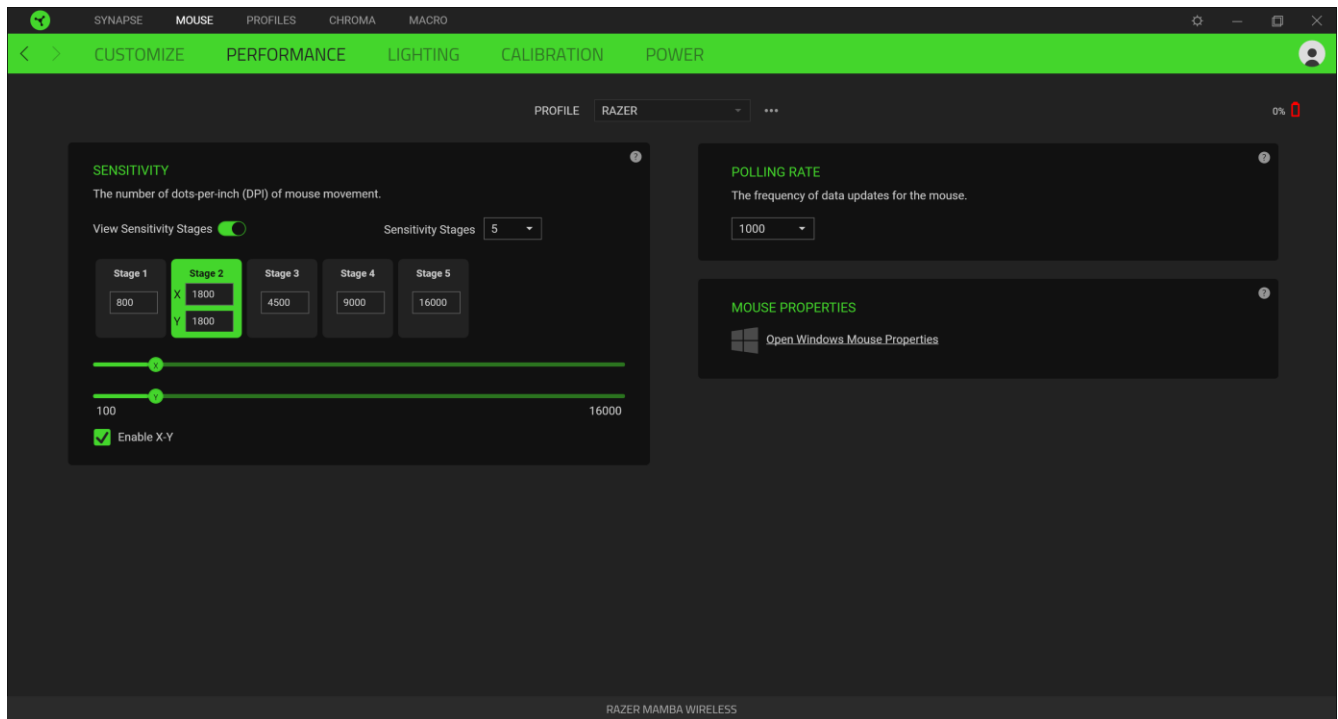 SYNAPSE MOUSE PROFILES CHROMA MACRO
CUSTOMIZE PERFORMANCE LIGHTING CALIBRATION POWER
PROFILE RAZER
0%
SENSITIVITY
The number of dots-per-inch (DPI) of mouse movement.
View Sensitivity Stages Sensitivity Stages 5
Stage 1 Stage 2 Stage 3 Stage 4 Stage 5
800 X 1800 4500 9000 16000
Y 1800
X
Y
100 16000
Enable X-Y
POLLING RATE
The frequency of data updates for the mouse.
1000
MOUSE PROPERTIES
Open Windows Mouse Properties
RAZER MAMBA WIRELESS